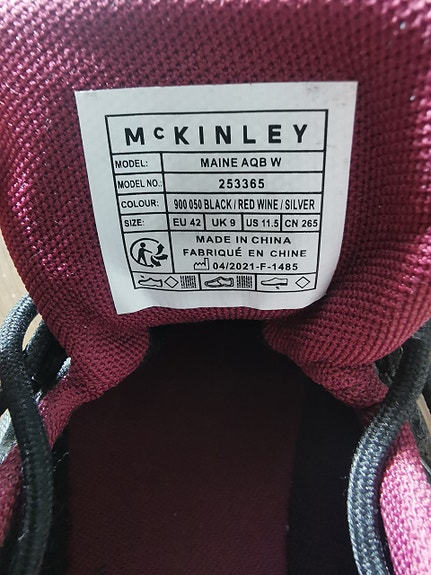 McKINLEY
MODEL: MAINE AQB W
MODEL NO.: 253365
COLOUR: 900 050 BLACK / RED WINE / SILVER
SIZE: EU 42 UK 9 US 11.5 CN 265
MADE IN CHINA
FABRIQUÉ EN CHINE
04/2021-F-1485